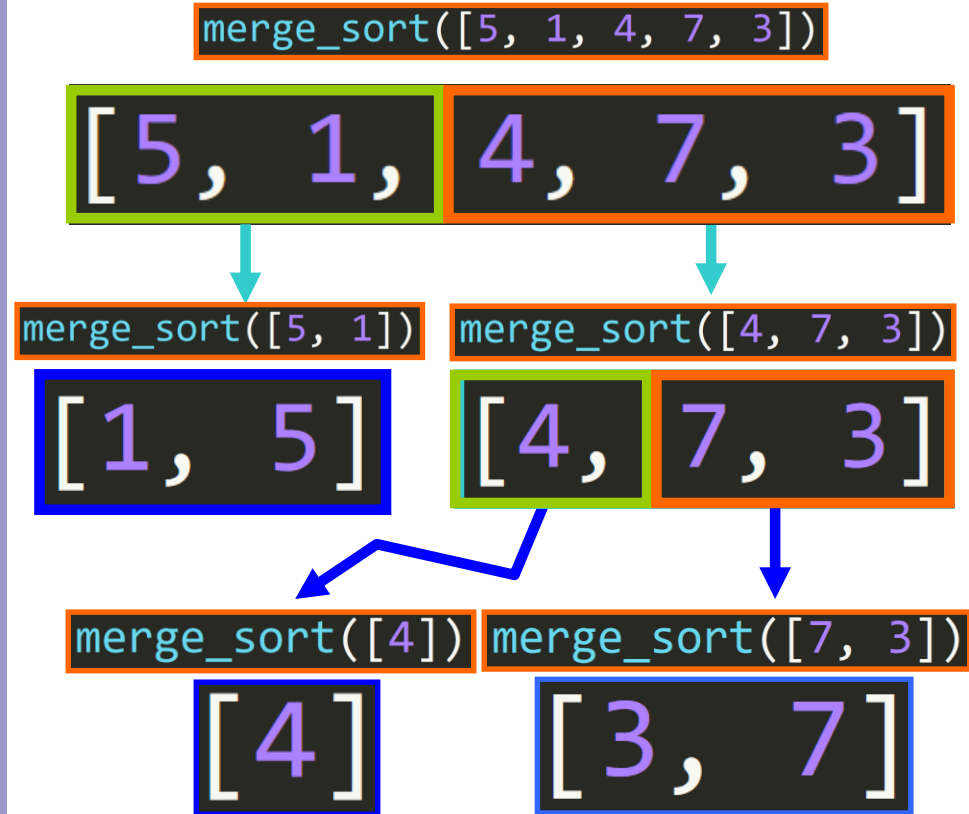 merge_sort([5, 1, 4, 7, 3])
[5, 1, 4, 7, 3]
merge_sort([5, 1]) merge_sort([4, 7, 3])
[1, 5] [4, 7, 3]
merge_sort([4]) merge_sort([7, 3])
[4] [3, 7]